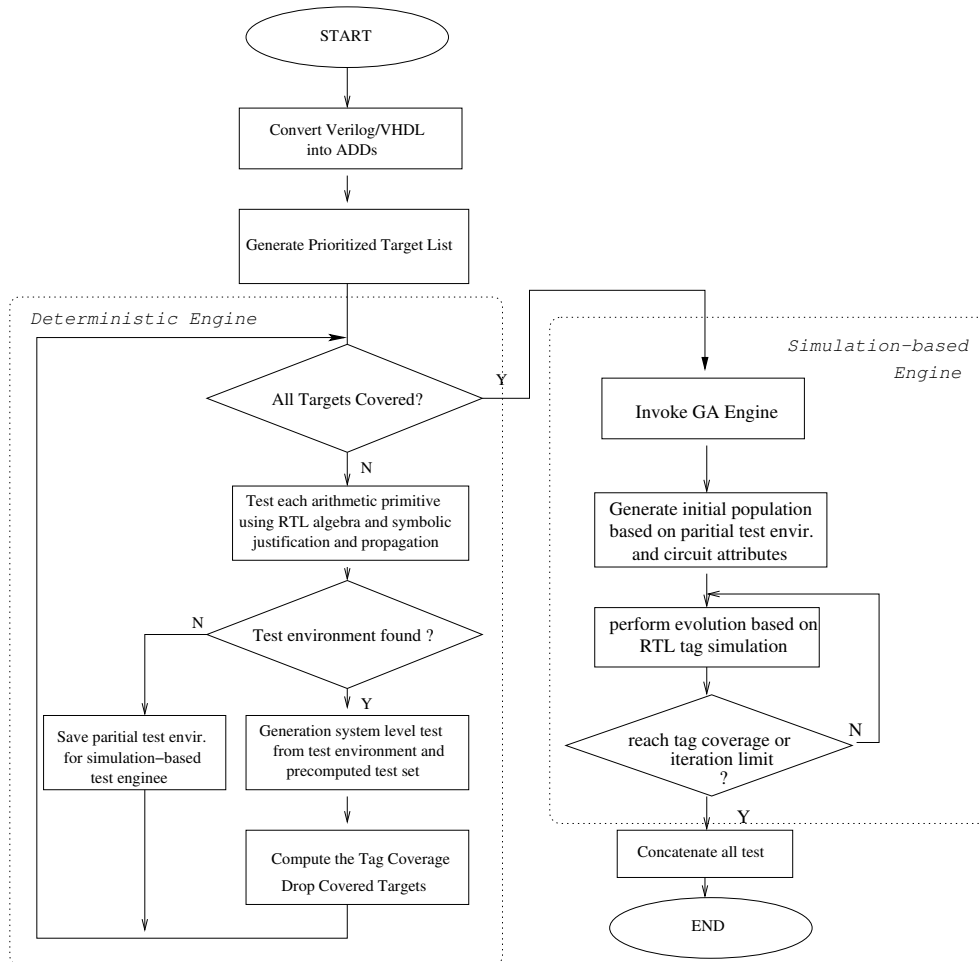 START
Convert Verilog/VHDL
into ADDs
Generate Prioritized Target List
Deterministic Engine
All Targets Covered?
Y
N
Test each arithmetic primitive
using RTL algebra and symbolic
justification and propagation
Test environment found ?
N
Y
Save paritial test envir.
for simulation-based
test enginee
Generation system level test
from test environment and
precomputed test set
Compute the Tag Coverage
Drop Covered Targets
Simulation-based
Engine
Invoke GA Engine
Generate initial population
based on paritial test envir.
and circuit attributes
perform evolution based on
RTL tag simulation
reach tag coverage or
iteration limit
?
N
Y
Concatenate all test
END